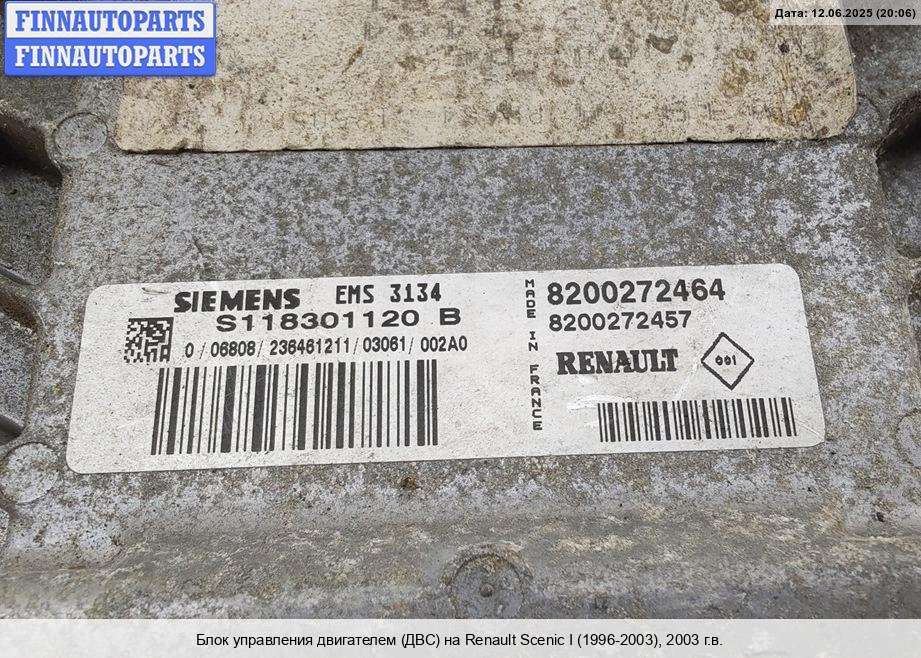 FINNAUTOPARTS
FINNAUTOPARTS
Дата: 12.06.2025 (20:06)
SIEMENS EMS 3134
S118301120 B
0 / 06808 / 236461211 / 03061 / 002A0
MADE IN FRANCE
8200272464
8200272457
RENAULT
001
Блок управления двигателем (ДВС) на Renault Scenic I (1996-2003), 2003 г.в.